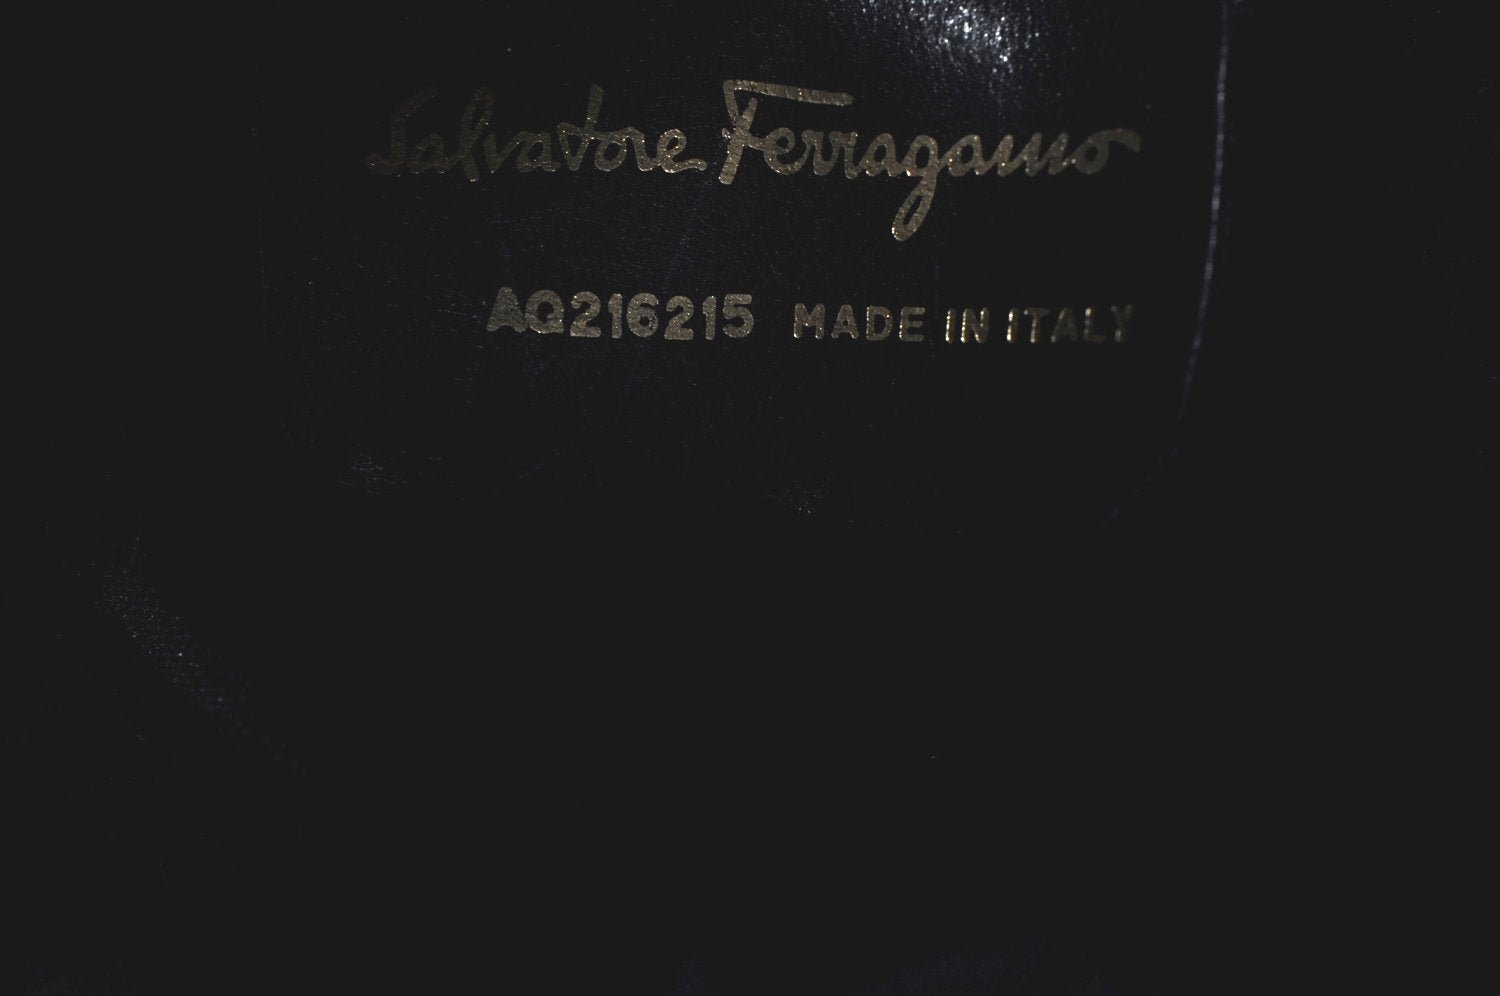 Salvatore Ferragamo
AQ216215 MADE IN ITALY